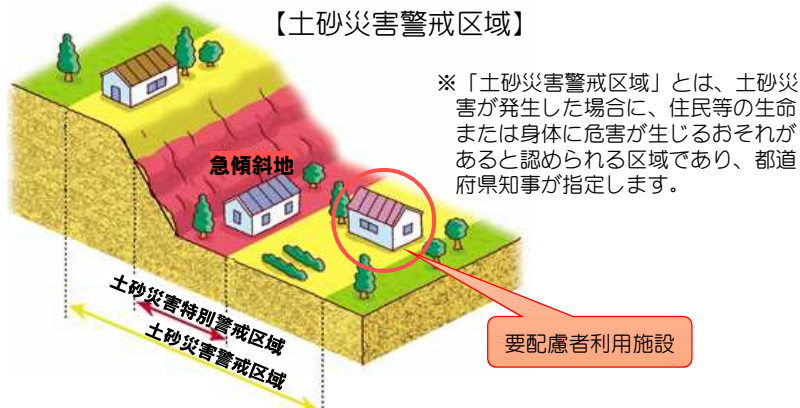 【土砂災害警戒区域】
※「土砂災害警戒区域」とは、土砂災
害が発生した場合に、住民等の生命
または身体に危害が生じるおそれが
あると認められる区域であり、都道
府県知事が指定します。
急傾斜地
土砂災害特別警戒区域
土砂災害警戒区域
要配慮者利用施設